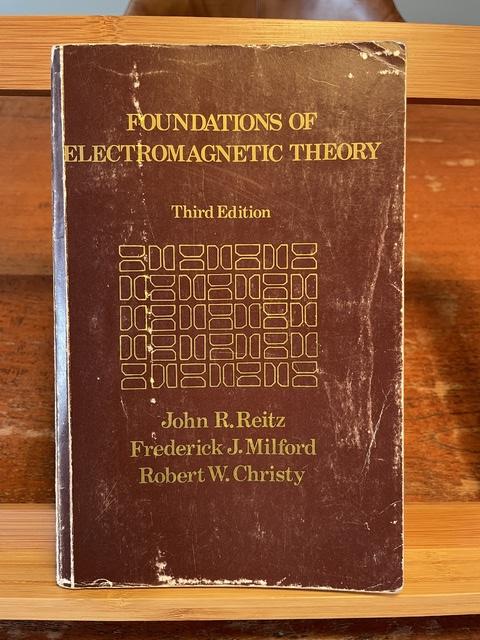 FOUNDATIONS OF
ELECTROMAGNETIC THEORY
Third Edition
John R. Reitz
Frederick J. Milford
Robert W. Christy